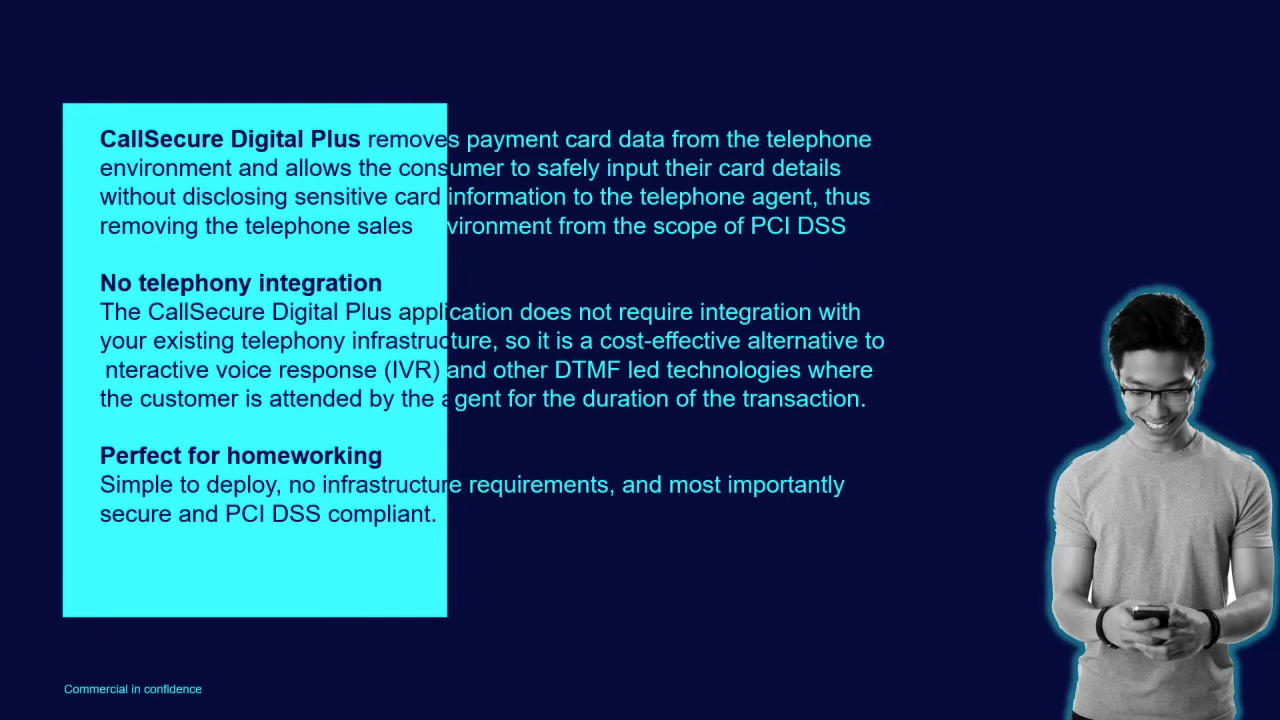 CallSecure Digital Plus removes payment card data from the telephone
environment and allows the consumer to safely input their card details
without disclosing sensitive card information to the telephone agent, thus
removing the telephone sales vironment from the scope of PCI DSS
No telephony integration
The CallSecure Digital Plus application does not require integration with
your existing telephony infrastructure, so it is a cost-effective alternative to
nteractive voice response (IVR) and other DTMF led technologies where
the customer is attended by the agent for the duration of the transaction.
Perfect for homeworking
Simple to deploy, no infrastructure requirements, and most importantly
secure and PCI DSS compliant.
Commercial in confidence